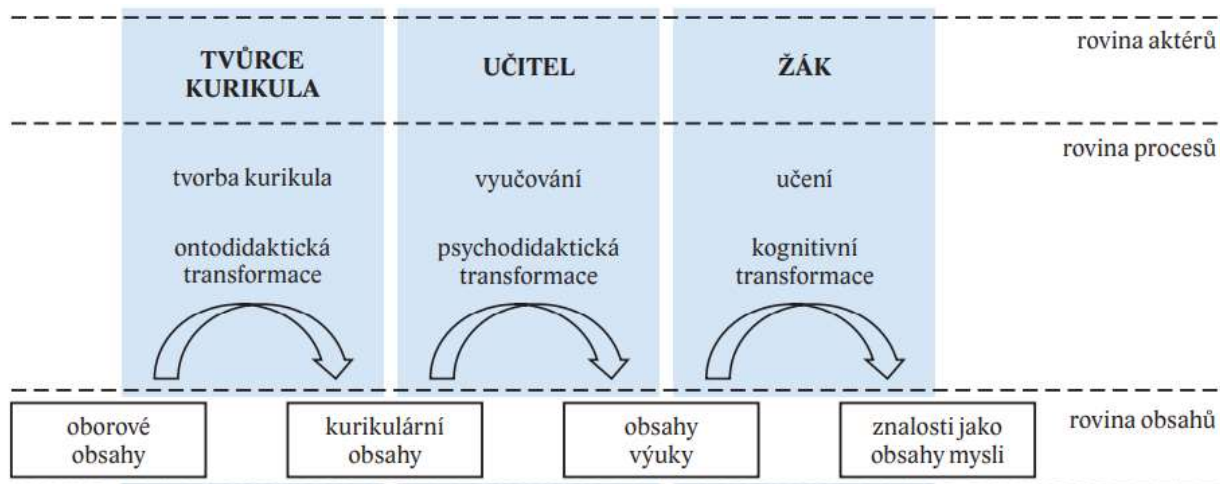 TVŮRCE
KURIKULA
UČITEL
ŽÁK
rovina aktérů
rovina procesů
tvorba kurikula
vyučování
učení
ontodidaktická
transformace
psychodidaktická
transformace
kognitivní
transformace
oborové
obsahy
kurikulární
obsahy
obsahy
výuky
znalosti jako
obsahy mysli
rovina obsahů